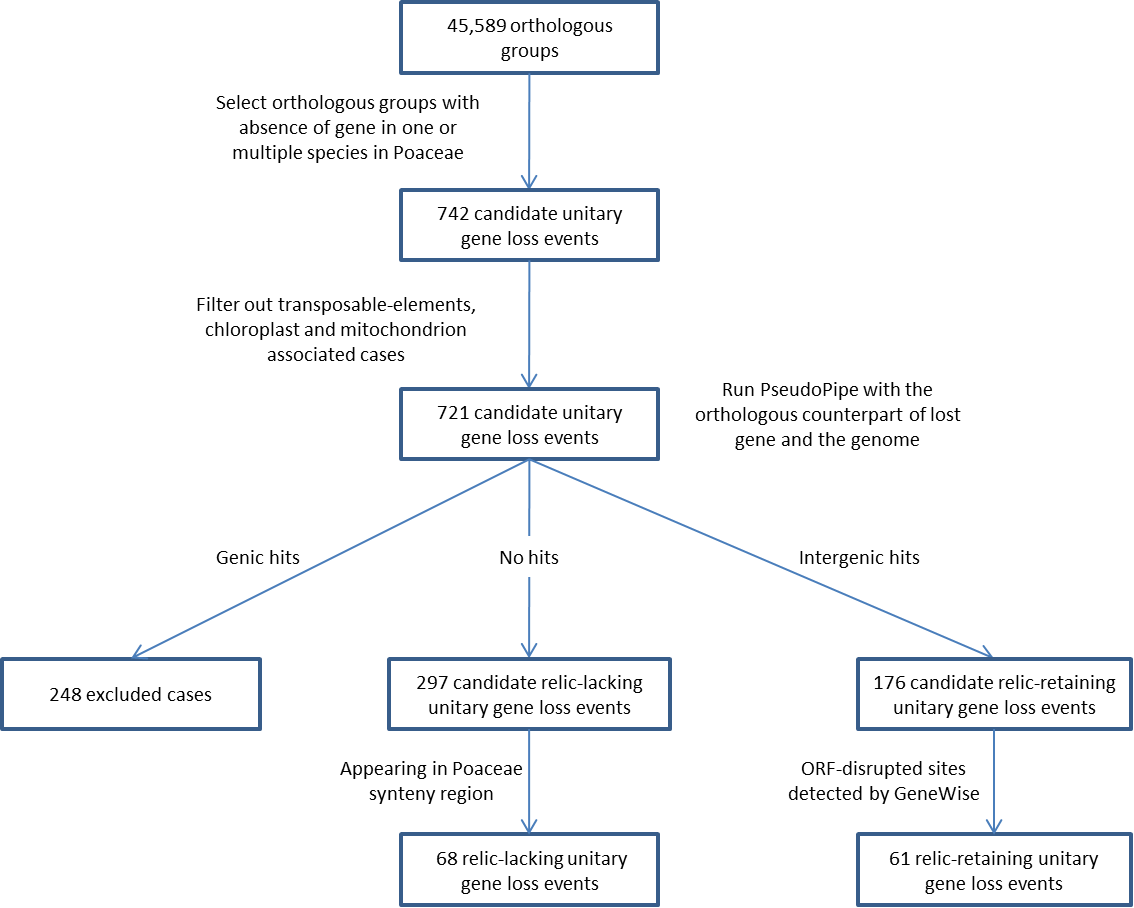 45,589 orthologous
groups
Select orthologous groups with
absence of gene in one or
multiple species in Poaceae
742 candidate unitary
gene loss events
Filter out transposable-elements,
chloroplast and mitochondrion
associated cases
721 candidate unitary
gene loss events
Run PseudoPipe with the
orthologous counterpart of lost
gene and the genome
Genic hits
No hits
Intergenic hits
248 excluded cases
297 candidate relic-lacking
unitary gene loss events
176 candidate relic-retaining
unitary gene loss events
Appearing in Poaceae
synteny region
ORF-disrupted sites
detected by GeneWise
68 relic-lacking unitary
gene loss events
61 relic-retaining unitary
gene loss events